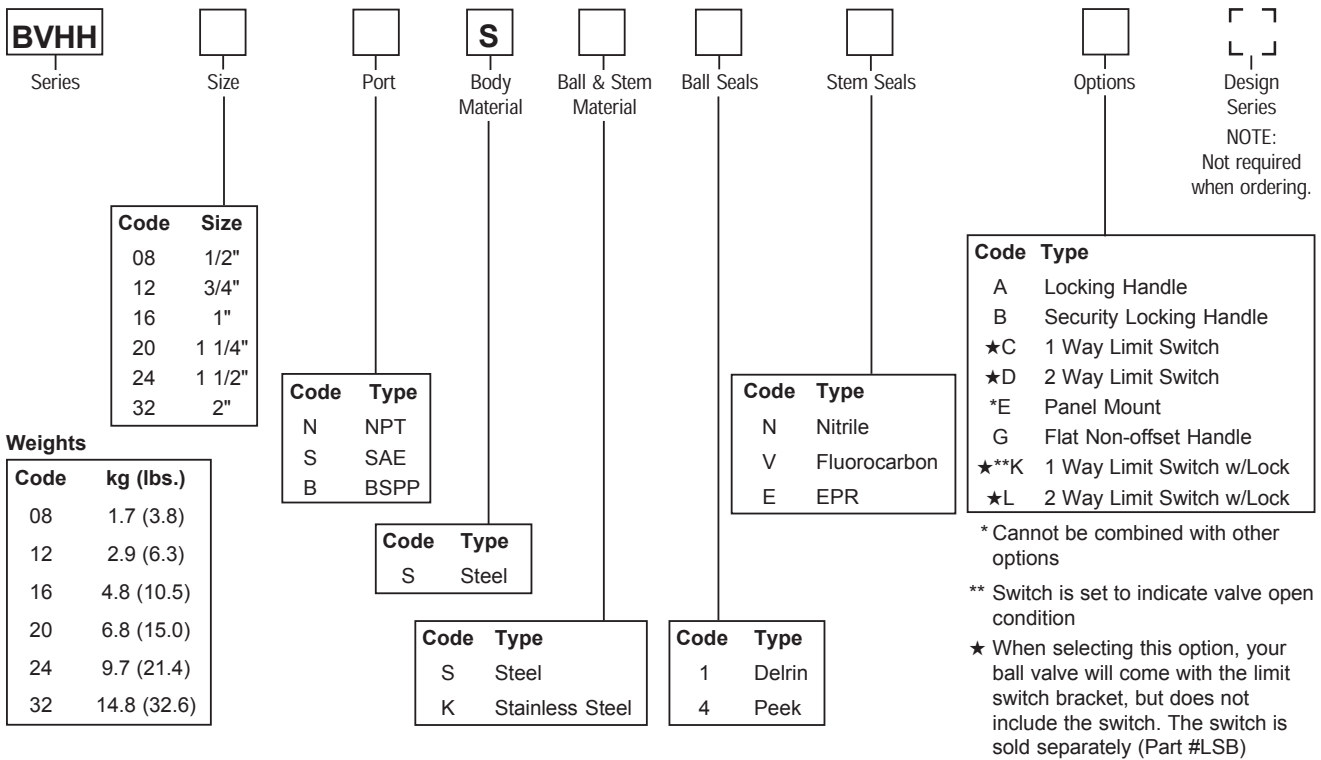 BVHH S
Series Size Port Body Material Ball & Stem Material Ball Seals Stem Seals Options Design Series
NOTE:
Not required
when ordering.
Code Size
08 1/2"
12 3/4"
16 1"
20 1 1/4"
24 1 1/2"
32 2"
Weights
Code kg (lbs.)
08 1.7 (3.8)
12 2.9 (6.3)
16 4.8 (10.5)
20 6.8 (15.0)
24 9.7 (21.4)
32 14.8 (32.6)
Code Type
N NPT
S SAE
B BSPP
Code Type
S Steel
Code Type
S Steel
K Stainless Steel
Code Type
1 Delrin
4 Peek
Code Type
N Nitrile
V Fluorocarbon
E EPR
Code Type
A Locking Handle
B Security Locking Handle
★C 1 Way Limit Switch
★D 2 Way Limit Switch
*E Panel Mount
G Flat Non-offset Handle
★**K 1 Way Limit Switch w/Lock
★L 2 Way Limit Switch w/Lock
* Cannot be combined with other
options
** Switch is set to indicate valve open
condition
★ When selecting this option, your
ball valve will come with the limit
switch bracket, but does not
include the switch. The switch is
sold separately (Part #LSB)